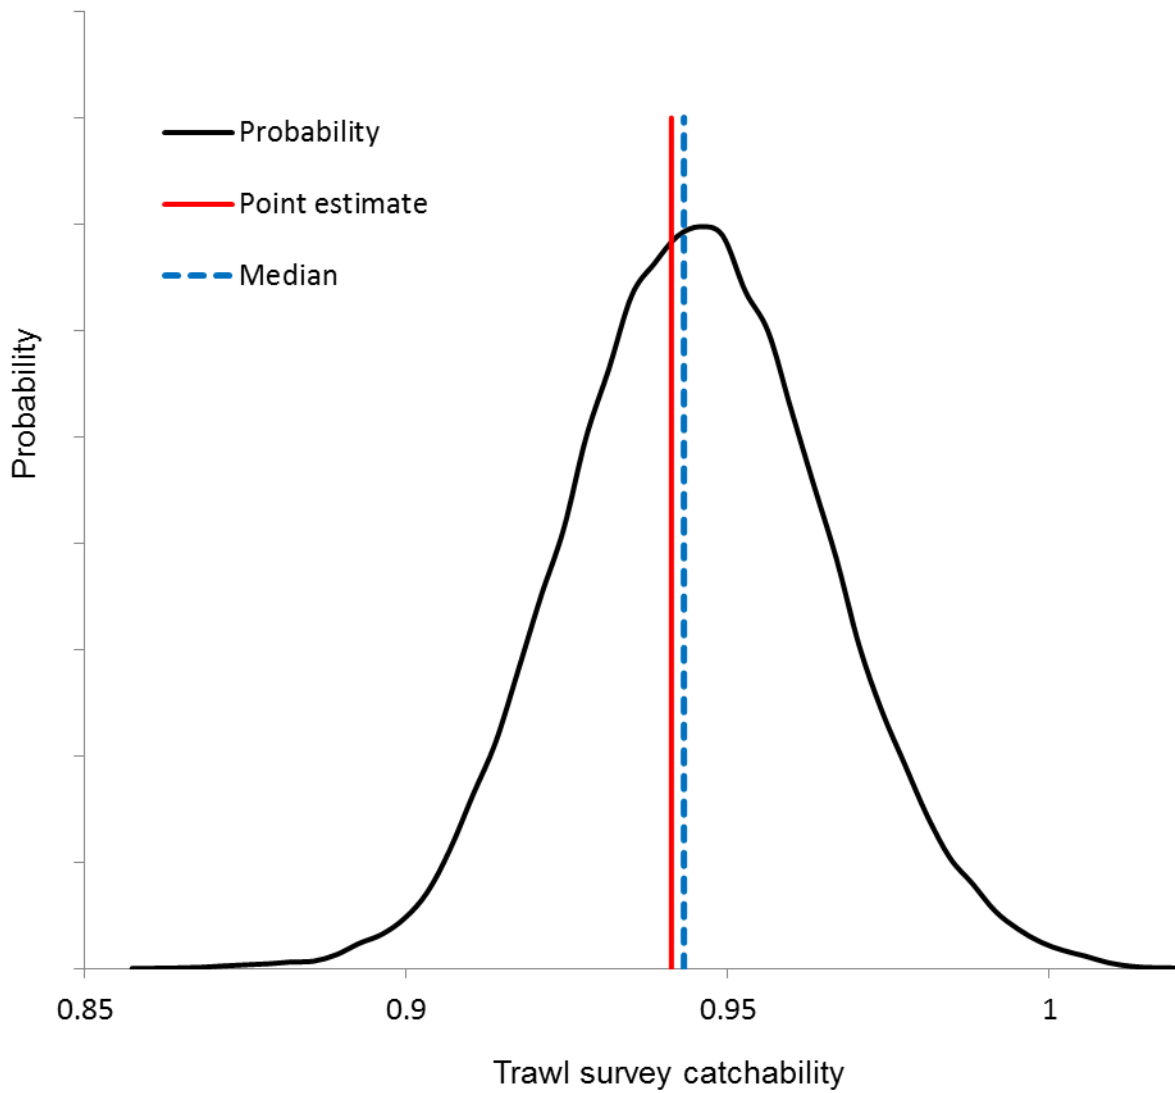 Probability
Point estimate
Median
Probability
0.85
0.9
0.95
1
Trawl survey catchability